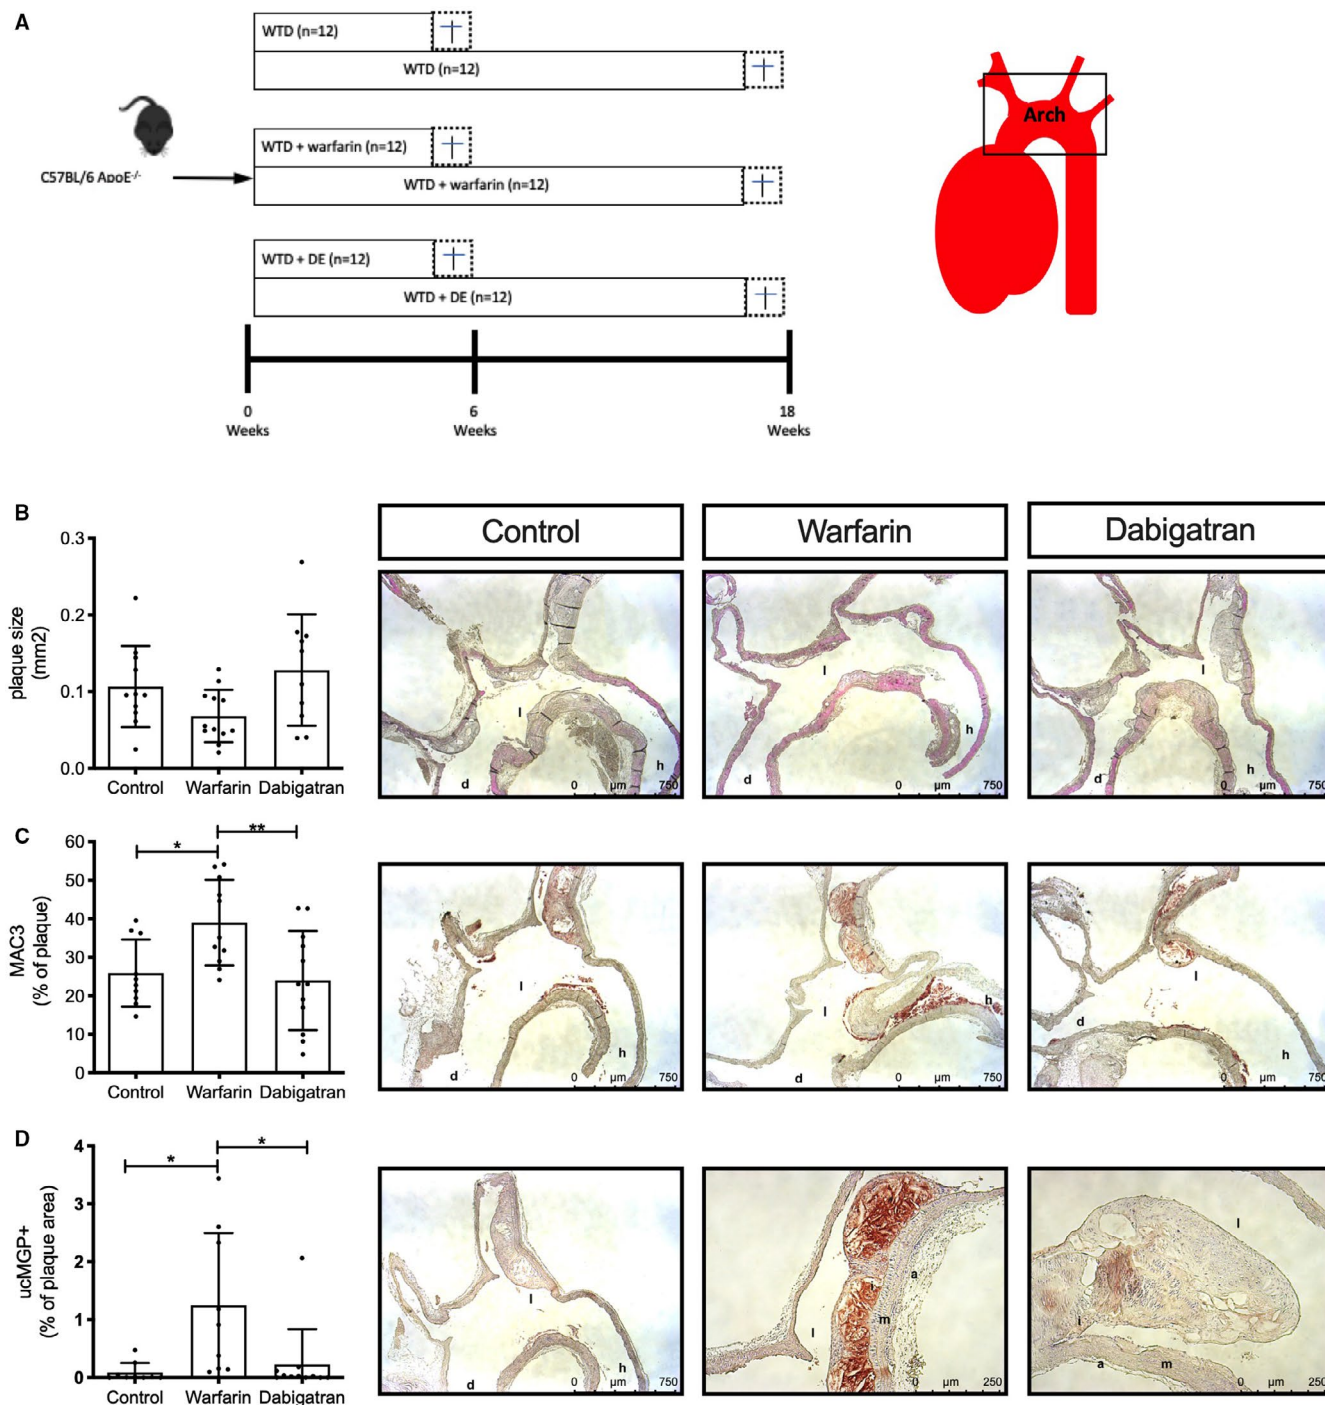 A
WTD (n=12)
WTD (n=12)
WTD + warfarin (n=12)
WTD + warfarin (n=12)
C57BL/6 ApoE-/-
WTD + DE (n=12)
WTD + DE (n=12)
0
Weeks
6
Weeks
18
Weeks
Arch
B
plaque size
(mm2)
0.3
0.2
0.1
0.0
Control
Warfarin
Dabigatran
Control
Warfarin
Dabigatran
l
d
h
0 µm 750
l
d
h
0 µm 750
l
d
h
0 µm 750
C
MAC3
(% of plaque)
60
50
40
30
20
10
0
*
**
Control
Warfarin
Dabigatran
l
d
h
0 µm 750
l
d
h
0 µm 750
l
d
h
0 µm 750
D
ucMGP+
(% of plaque area)
4
3
2
1
0
*
*
Control
Warfarin
Dabigatran
l
d
h
0 µm 750
l
i
a
m
0 µm 250
l
i
a
m
0 µm 250